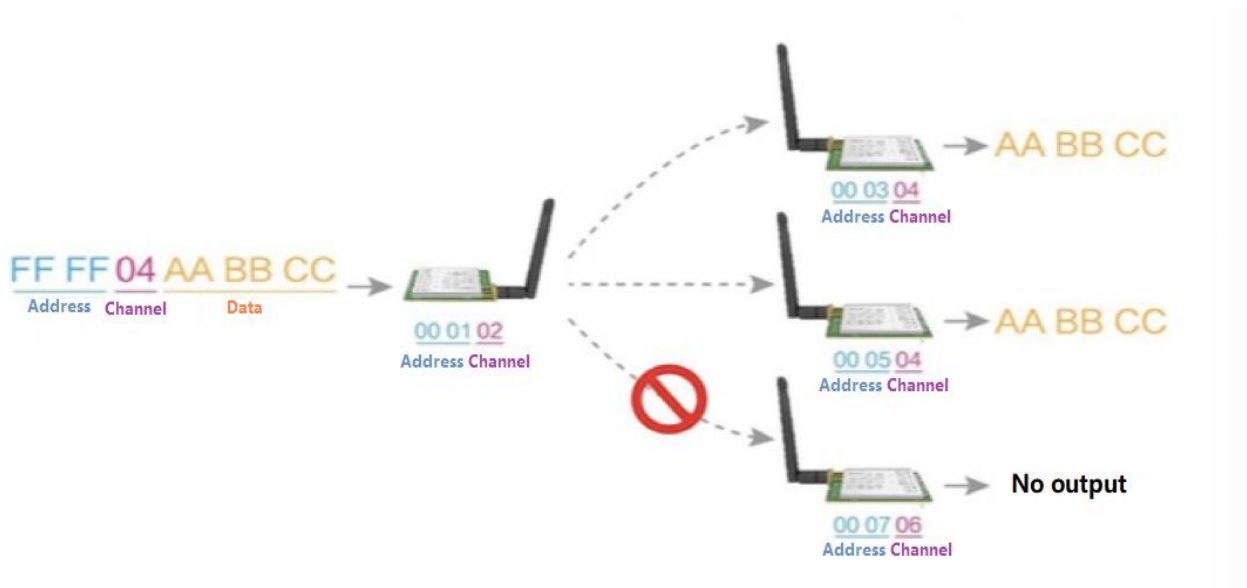 AA BB CC
00 03 04
Address Channel
FF FF 04 AA BB CC
Address Channel Data
00 01 02
Address Channel
AA BB CC
00 05 04
Address Channel
No output
00 07 06
Address Channel